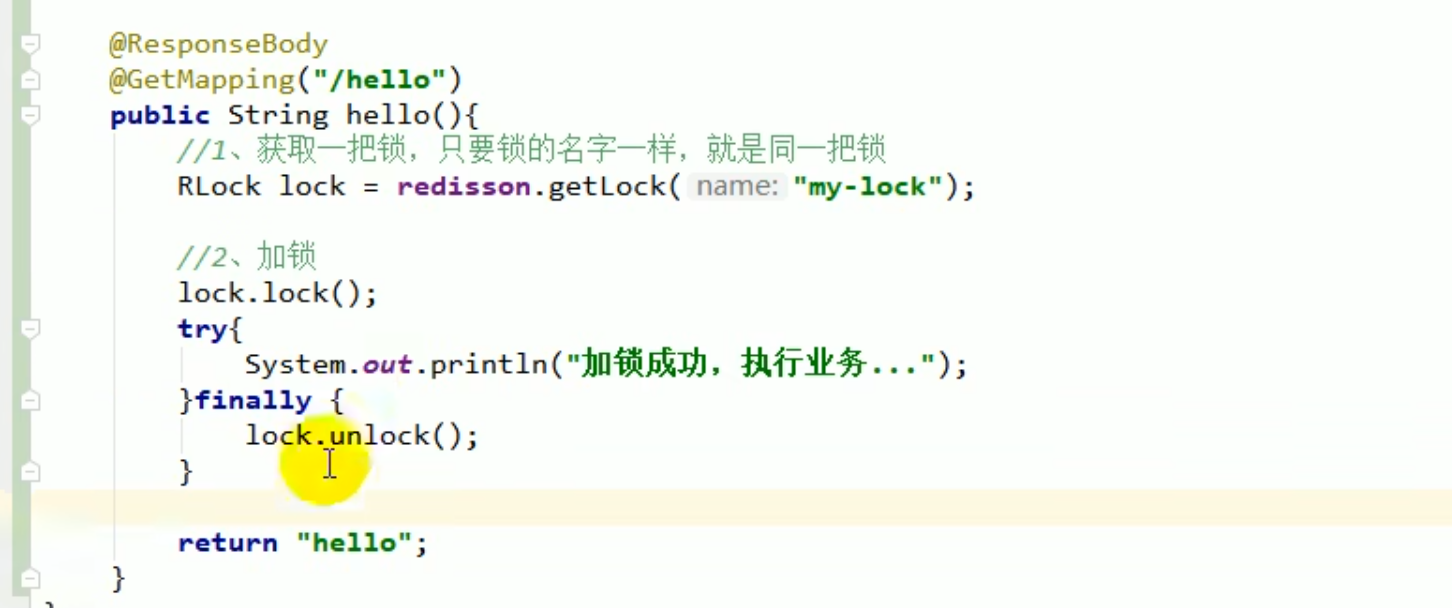 @ResponseBody
@GetMapping("/hello")
public String hello(){
//1、获取一把锁，只要锁的名字一样，就是同一把锁
RLock lock = redisson.getLock( name: "my-lock");
//2、加锁
lock.lock();
try{
System.out.println("加锁成功，执行业务...");
}finally {
lock.unlock();
}
return "hello";
}